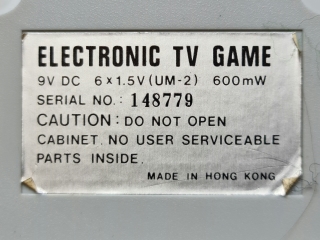 ELECTRONIC TV GAME
9V DC 6×1.5V(UM-2) 600mW
SERIAL NO.: 148779
CAUTION: DO NOT OPEN
CABINET. NO USER SERVICEABLE
PARTS INSIDE.
MADE IN HONG KONG